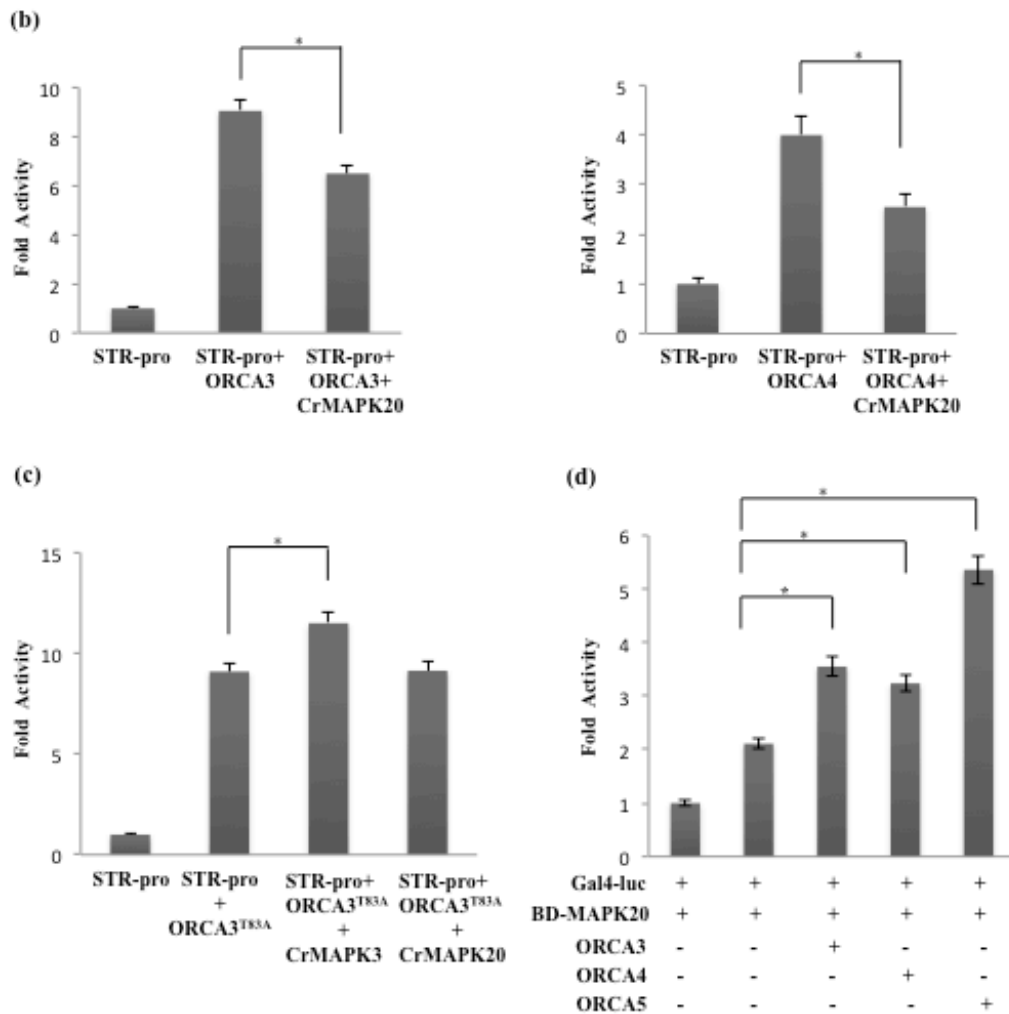 (b)
*
10
8
6
4
2
0
Fold Activity
STR-pro
STR-pro+
ORCA3
STR-pro+
ORCA3+
CrMAPK20
*
5
4
3
2
1
0
Fold Activity
STR-pro
STR-pro+
ORCA4
STR-pro+
ORCA4+
CrMAPK20
(c)
*
15
10
5
0
Fold Activity
STR-pro
STR-pro
+
ORCA3T83A
STR-pro+
ORCA3T83A
+
CrMAPK3
STR-pro+
ORCA3T83A
+
CrMAPK20
(d)
*
*
*
6
5
4
3
2
1
0
Fold Activity
Gal4-luc + + + + +
BD-MAPK20 + + + + +
ORCA3 - - + - -
ORCA4 - - - + -
ORCA5 - - - - +